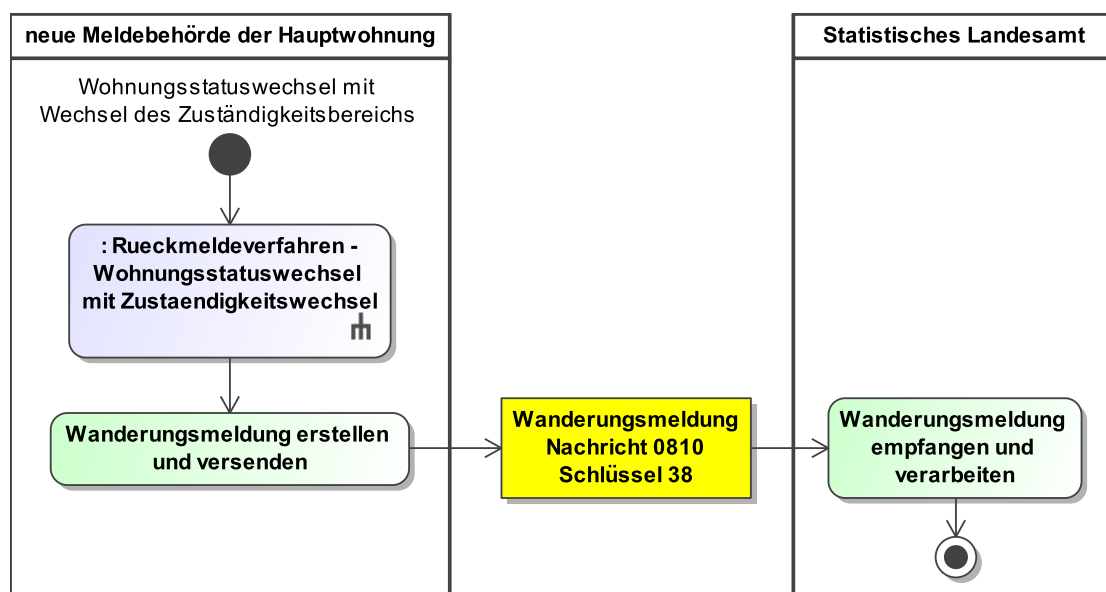 neue Meldebehörde der Hauptwohnung
Statistisches Landesamt
Wohnungsstatuswechsel mit
Wechsel des Zuständigkeitsbereichs
: Rueckmeldeverfahren -
Wohnungsstatuswechsel
mit Zustaendigkeitswechsel
Wanderungsmeldung erstellen
und versenden
Wanderungsmeldung
Nachricht 0810
Schlüssel 38
Wanderungsmeldung
empfangen und
verarbeiten